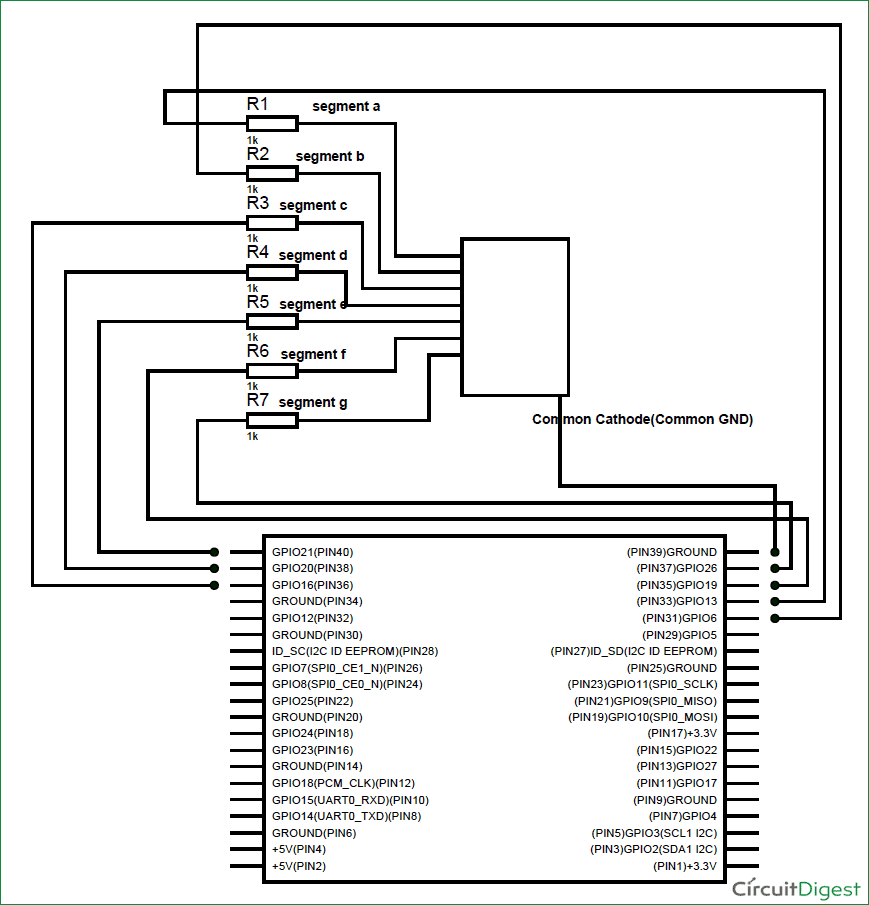 R1
segment a
1k
R2
segment b
1k
R3
segment c
1k
R4
segment d
1k
R5
segment e
1k
R6
segment f
1k
R7
segment g
1k
Common Cathode(Common GND)
GPIO21(PIN40)
GPIO20(PIN38)
GPIO16(PIN36)
GROUND(PIN34)
GPIO12(PIN32)
GROUND(PIN30)
ID_SC(I2C ID EEPROM)(PIN28)
GPIO7(SPI0_CE1_N)(PIN26)
GPIO8(SPI0_CE0_N)(PIN24)
GPIO25(PIN22)
GROUND(PIN20)
GPIO24(PIN18)
GPIO23(PIN16)
GROUND(PIN14)
GPIO18(PCM_CLK)(PIN12)
GPIO15(UART0_RXD)(PIN10)
GPIO14(UART0_TXD)(PIN8)
GROUND(PIN6)
+5V(PIN4)
+5V(PIN2)
(PIN39)GROUND
(PIN37)GPIO26
(PIN35)GPIO19
(PIN33)GPIO13
(PIN31)GPIO6
(PIN29)GPIO5
(PIN27)ID_SD(I2C ID EEPROM)
(PIN25)GROUND
(PIN23)GPIO11(SPI0_SCLK)
(PIN21)GPIO9(SPI0_MISO)
(PIN19)GPIO10(SPI0_MOSI)
(PIN17)+3.3V
(PIN15)GPIO22
(PIN13)GPIO27
(PIN11)GPIO17
(PIN9)GROUND
(PIN7)GPIO4
(PIN5)GPIO3(SCL1 I2C)
(PIN3)GPIO2(SDA1 I2C)
(PIN1)+3.3V
CircuitDigest